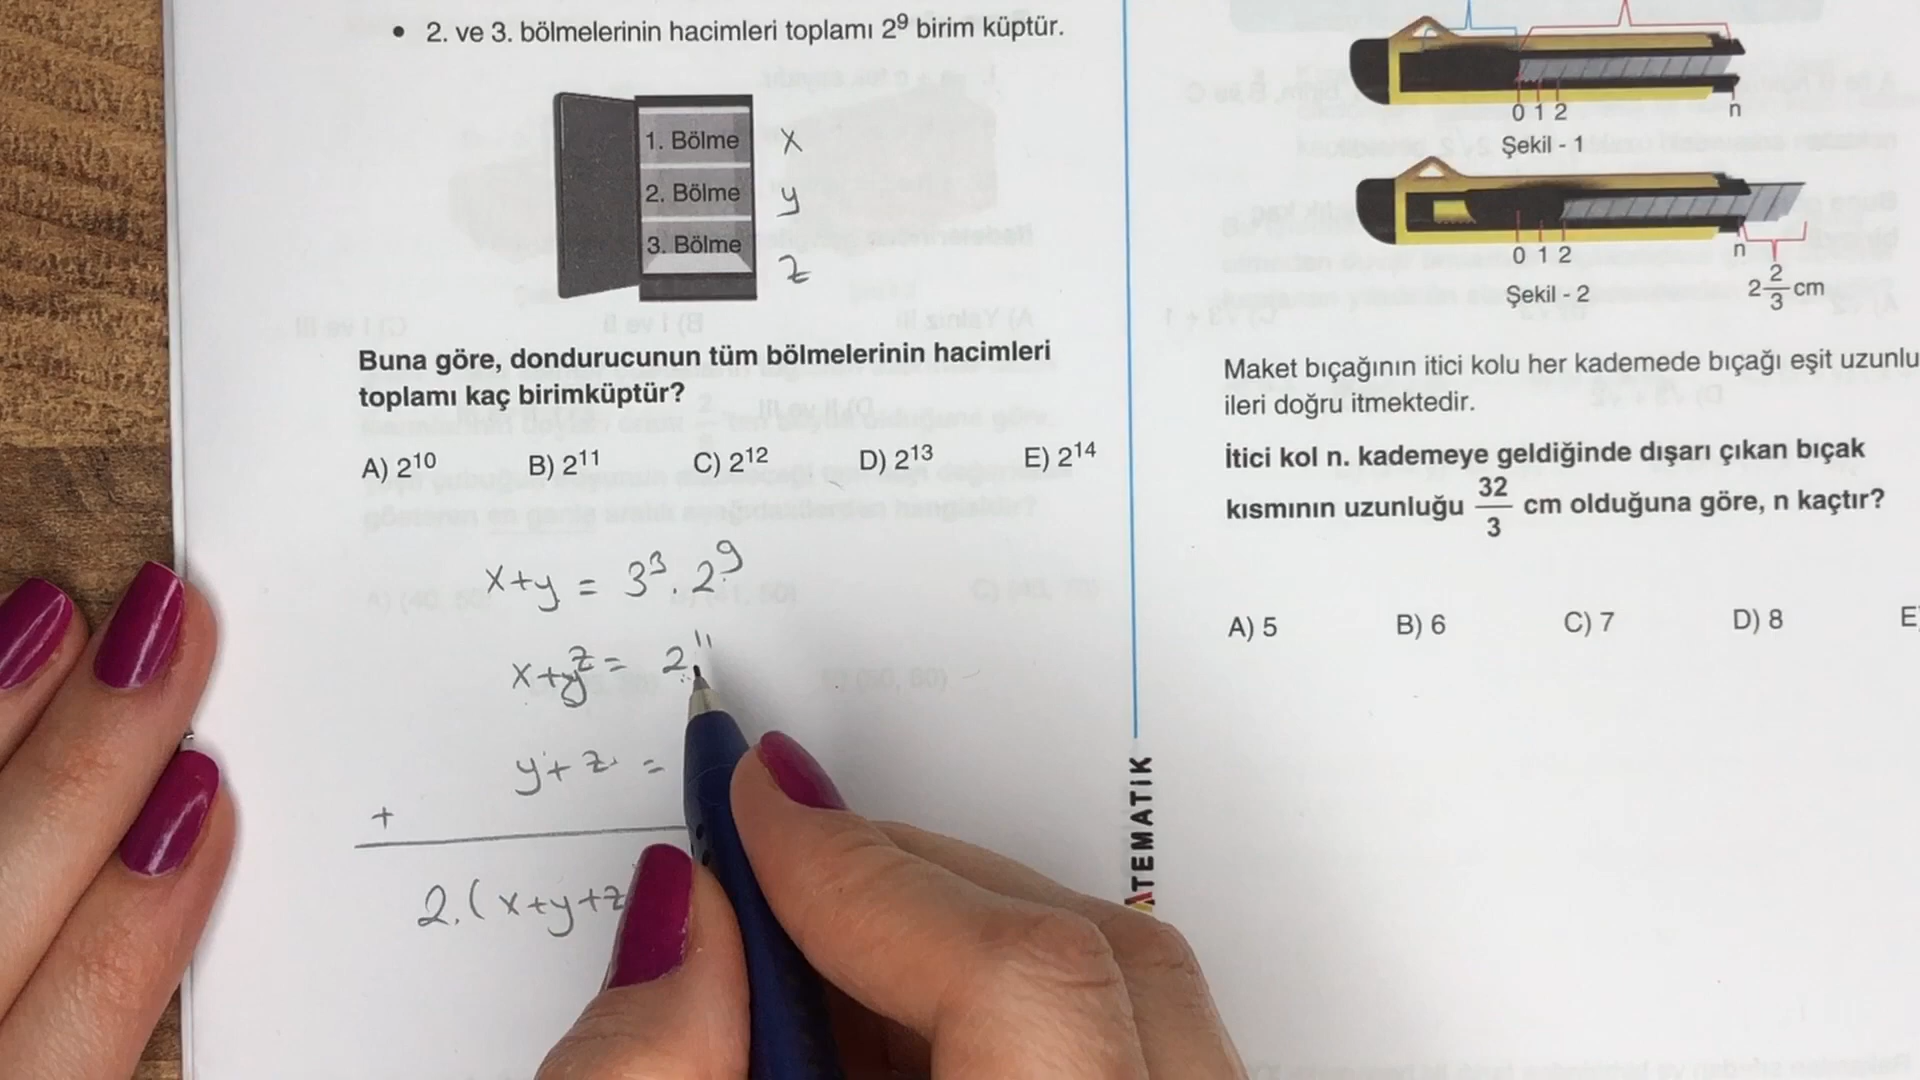 • 2. ve 3. bölmelerinin hacimleri toplamı 2⁹ birim küptür.
1. Bölme x
2. Bölme y
3. Bölme z
Buna göre, dondurucunun tüm bölmelerinin hacimleri
toplamı kaç birimküptür?
A) 2¹⁰ B) 2¹¹ C) 2¹² D) 2¹³ E) 2¹⁴
x+y = 3³.2⁹
x+z = 2¹¹
y+z =
+
2.(x+y+z
MATEMATİK
0 1 2 n
Şekil - 1
0 1 2 n
2 2/3 cm
Şekil - 2
Maket bıçağının itici kolu her kademede bıçağı eşit uzunlu
ileri doğru itmektedir.
İtici kol n. kademeye geldiğinde dışarı çıkan bıçak
kısmının uzunluğu 32/3 cm olduğuna göre, n kaçtır?
A) 5 B) 6 C) 7 D) 8 E)